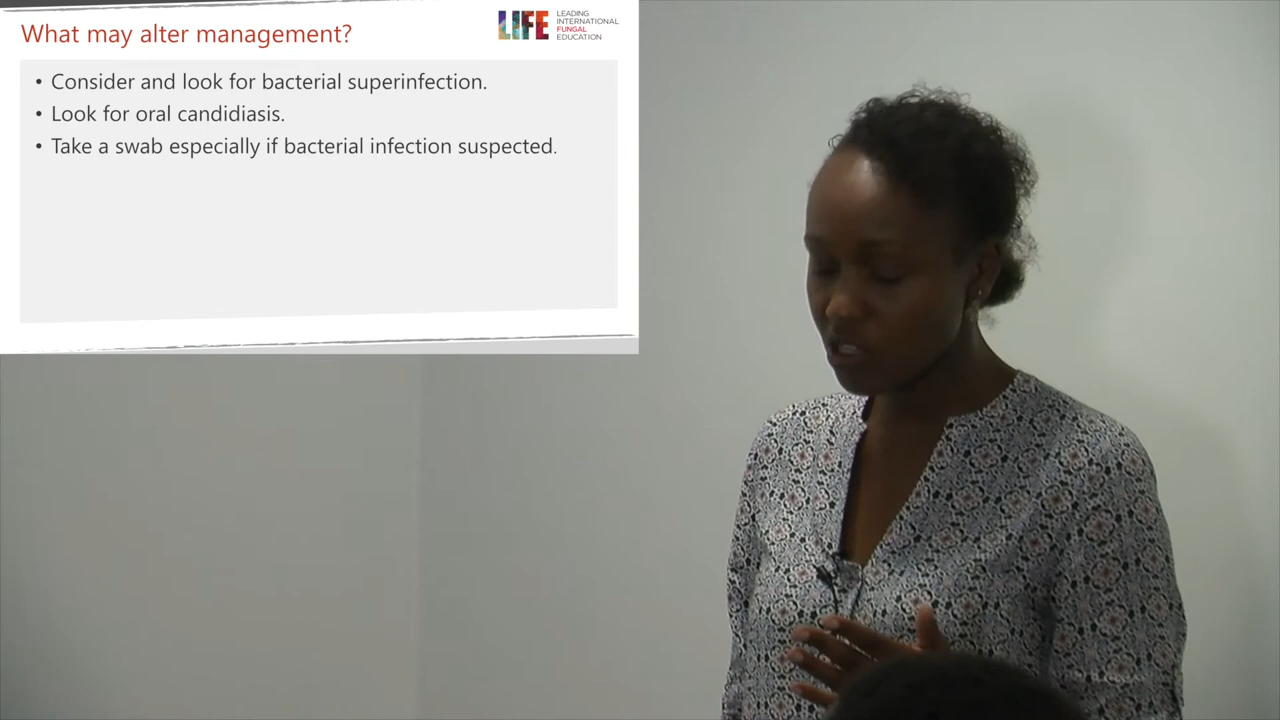 What may alter management?
LIFE
LEADING
INTERNATIONAL
FUNGAL
EDUCATION
• Consider and look for bacterial superinfection.
• Look for oral candidiasis.
• Take a swab especially if bacterial infection suspected.